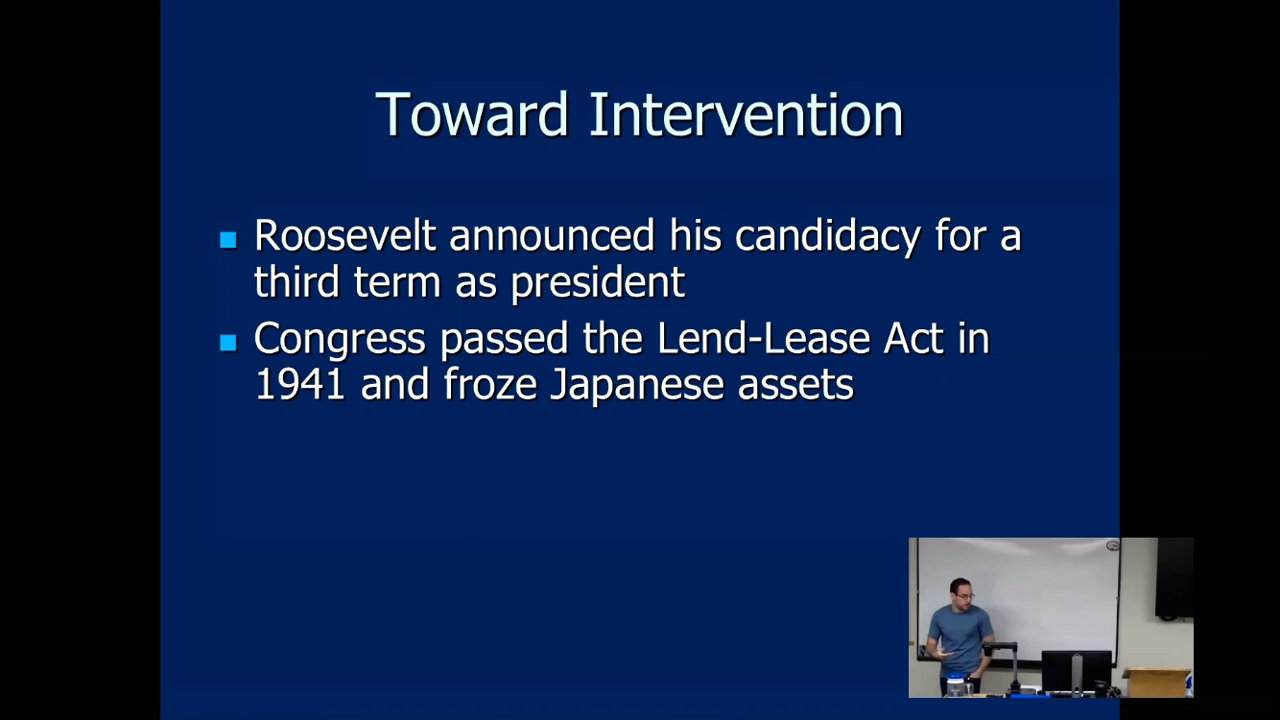 Toward Intervention
Roosevelt announced his candidacy for a
third term as president
Congress passed the Lend-Lease Act in
1941 and froze Japanese assets